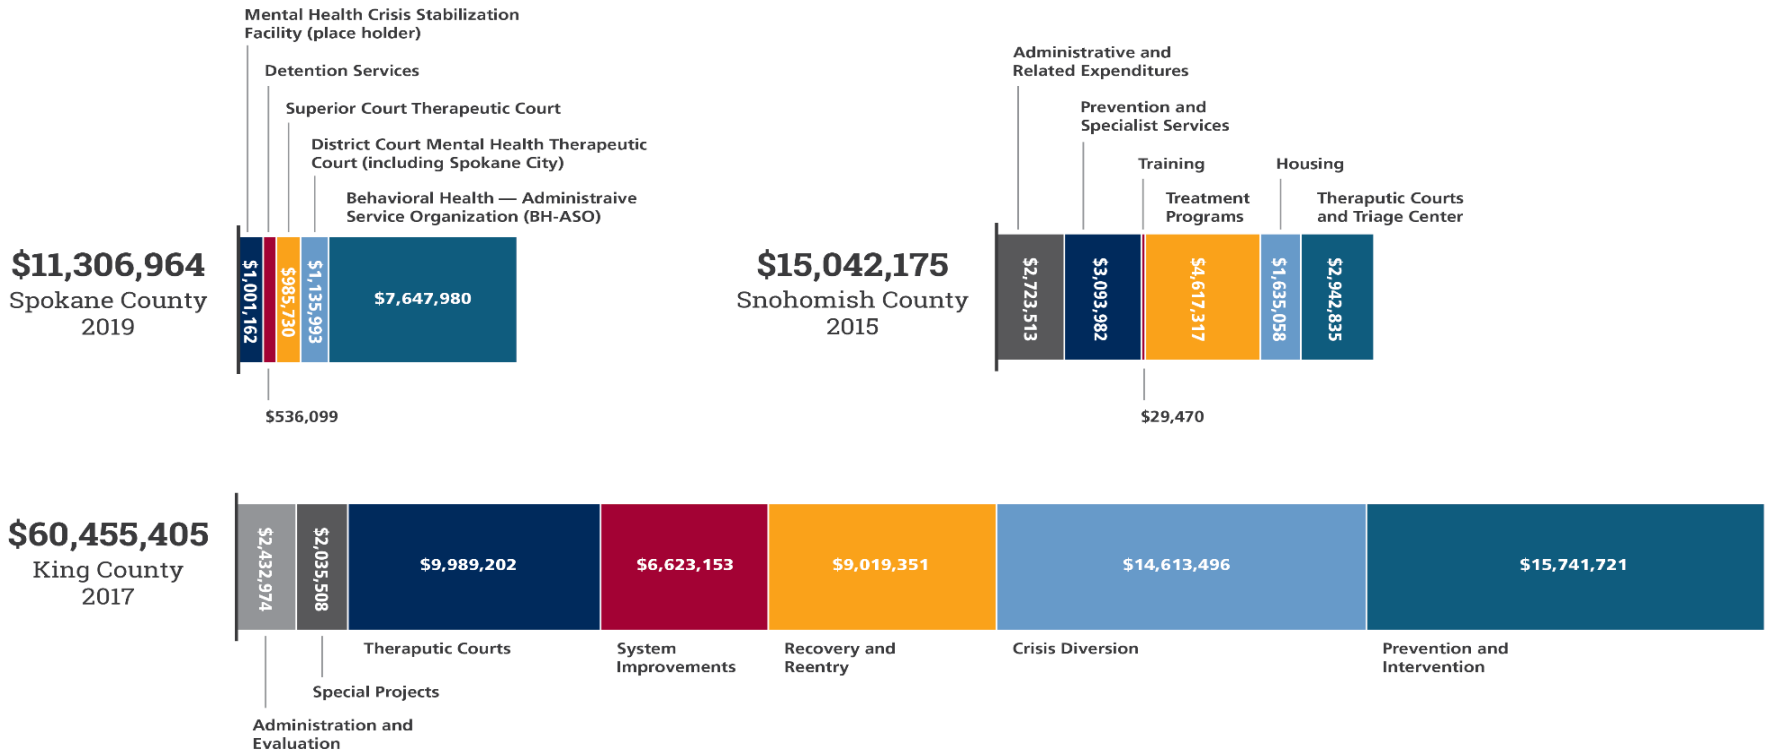 Mental Health Crisis Stabilization
Facility (place holder)
Detention Services
Superior Court Therapeutic Court
District Court Mental Health Therapeutic
Court (including Spokane City)
Behavioral Health — Administraive
Service Organization (BH-ASO)
$11,306,964
Spokane County
2019
$1,001,162
$985,730
$1,135,993
$7,647,980
$536,099
Administrative and
Related Expenditures
Prevention and
Specialist Services
Training
Housing
Treatment
Programs
Theraputic Courts
and Triage Center
$15,042,175
Snohomish County
2015
$2,723,513
$3,093,982
$4,617,317
$1,635,058
$2,942,835
$29,470
$60,455,405
King County
2017
$2,432,974
$2,035,508
$9,989,202
$6,623,153
$9,019,351
$14,613,496
$15,741,721
Theraputic Courts
System
Improvements
Recovery and
Reentry
Crisis Diversion
Prevention and
Intervention
Special Projects
Administration and
Evaluation